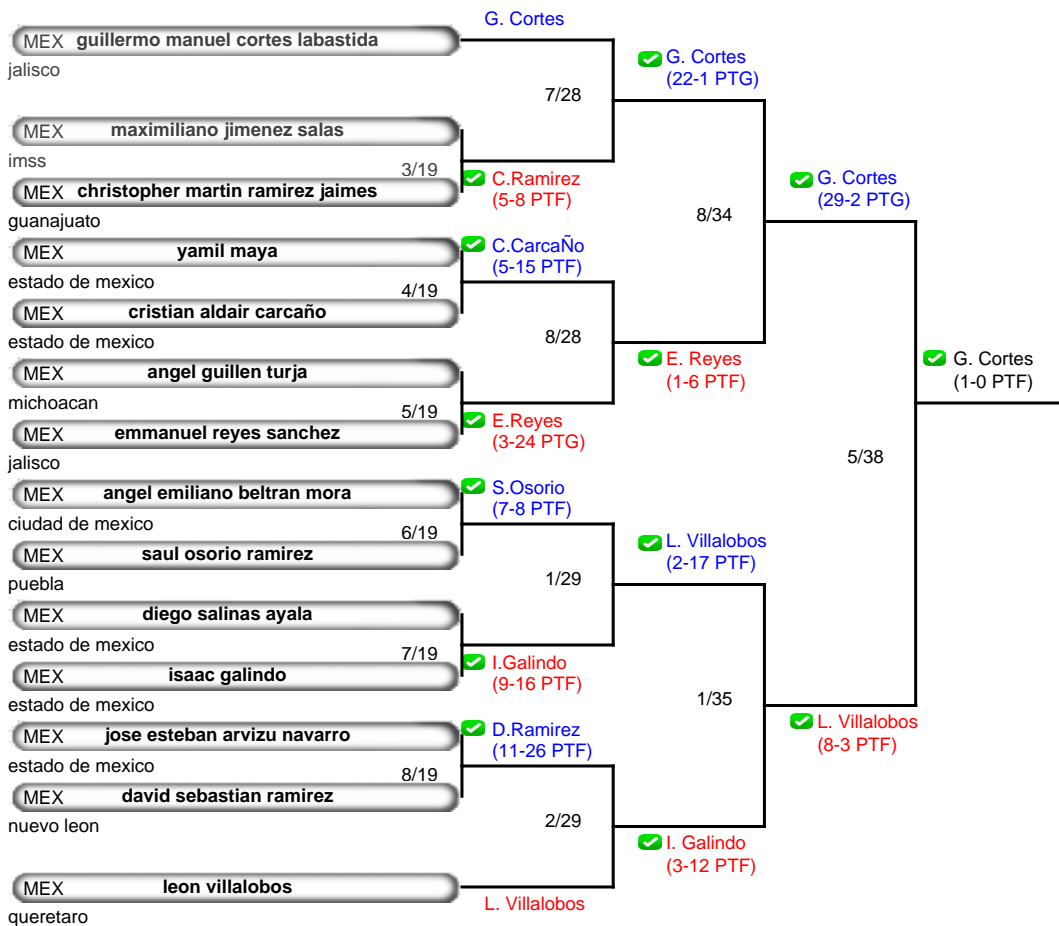 G. Cortes
MEX guillermo manuel cortes labastida
jalisco
G. Cortes
(22-1 PTG)
7/28
MEX maximiliano jimenez salas
imss
3/19
MEX christopher martin ramirez jaimes
guanajuato
C.Ramirez
(5-8 PTF)
G. Cortes
(29-2 PTG)
8/34
MEX yamil maya
estado de mexico
C.CarcaÑo
(5-15 PTF)
4/19
MEX cristian aldair carcaño
estado de mexico
8/28
MEX angel guillen turja
michoacan
E. Reyes
(1-6 PTF)
G. Cortes
(1-0 PTF)
5/19
MEX emmanuel reyes sanchez
jalisco
E.Reyes
(3-24 PTG)
5/38
MEX angel emiliano beltran mora
ciudad de mexico
S.Osorio
(7-8 PTF)
6/19
MEX saul osorio ramirez
puebla
L. Villalobos
(2-17 PTF)
1/29
MEX diego salinas ayala
estado de mexico
7/19
MEX isaac galindo
estado de mexico
I.Galindo
(9-16 PTF)
1/35
MEX jose esteban arvizu navarro
estado de mexico
D.Ramirez
(11-26 PTF)
L. Villalobos
(8-3 PTF)
8/19
MEX david sebastian ramirez
nuevo leon
2/29
I. Galindo
(3-12 PTF)
MEX leon villalobos
queretaro
L. Villalobos